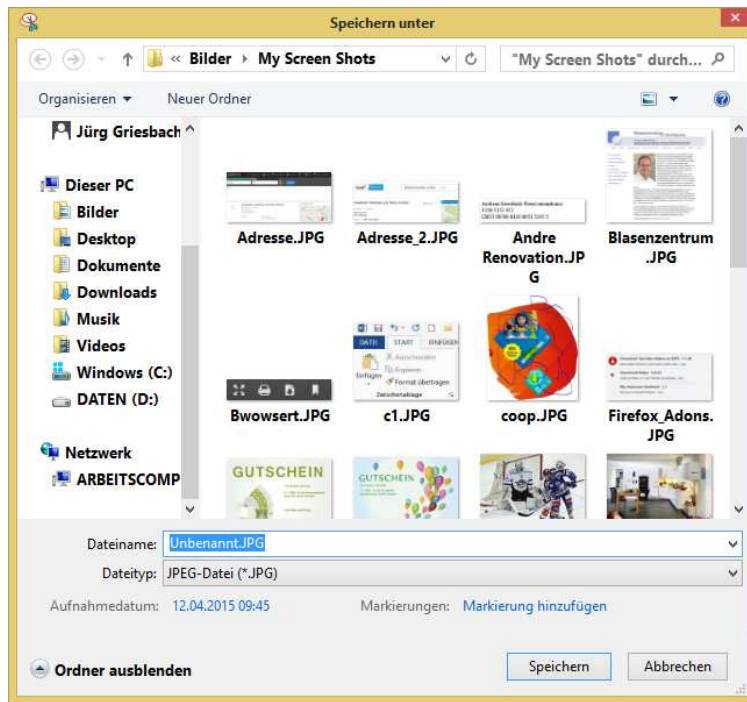 Speichern unter
« Bilder ▸ My Screen Shots
"My Screen Shots" durch...
Organisieren
Neuer Ordner
Jürg Griesbach
Dieser PC
Bilder
Desktop
Dokumente
Downloads
Musik
Videos
Windows (C:)
DATEN (D:)
Netzwerk
ARBEITSCOMP
Adresse.JPG
Adresse_2.JPG
Andre
Renovation.JP
G
Blasenzentrum
.JPG
DATEI START EINFÜGEN
Ausschneiden
Kopieren
Einfügen
Format übertragen
Zwischenablage
Bwowsert.JPG
c1.JPG
coop.JPG
Firefox_Adons.
JPG
GUTSCHEIN
GUTSCHEIN
Dateiname: Unbenannt.JPG
Dateityp: JPEG-Datei (*.JPG)
Aufnahmedatum: 12.04.2015 09:45
Markierungen: Markierung hinzufügen
Ordner ausblenden
Speichern
Abbrechen